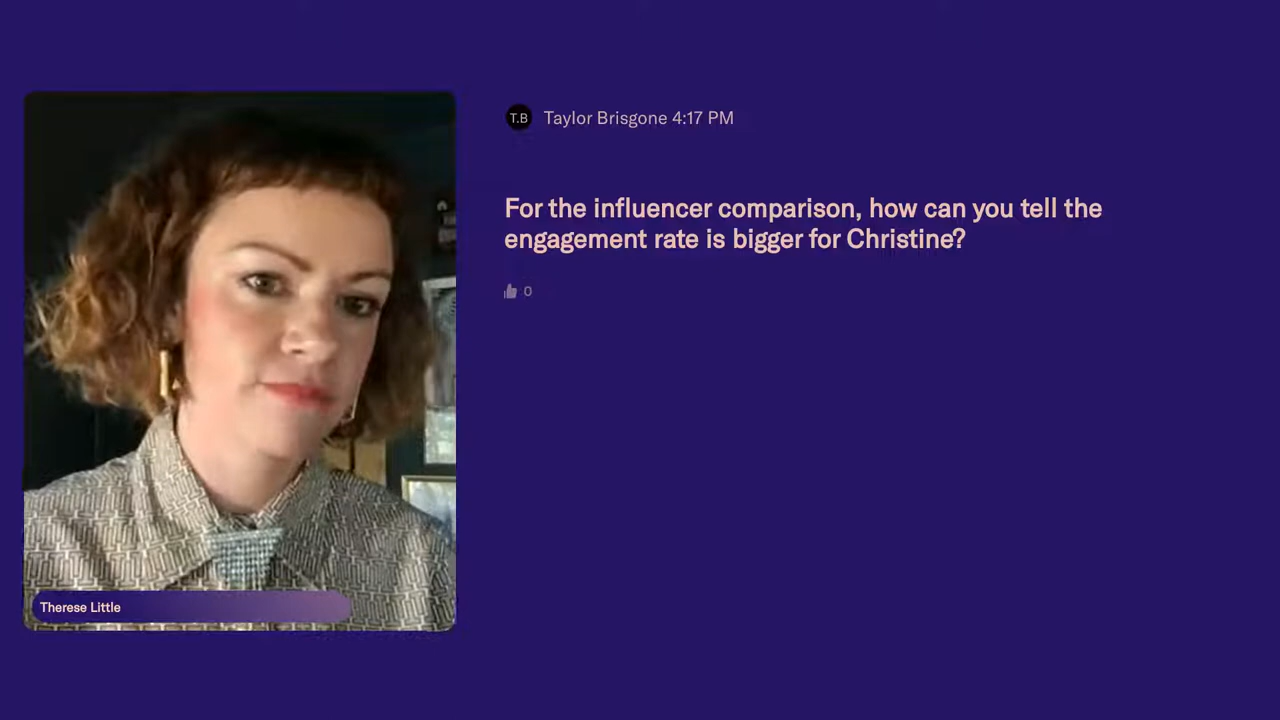 T.B Taylor Brisgone 4:17 PM
For the influencer comparison, how can you tell the
engagement rate is bigger for Christine?
0
Therese Little